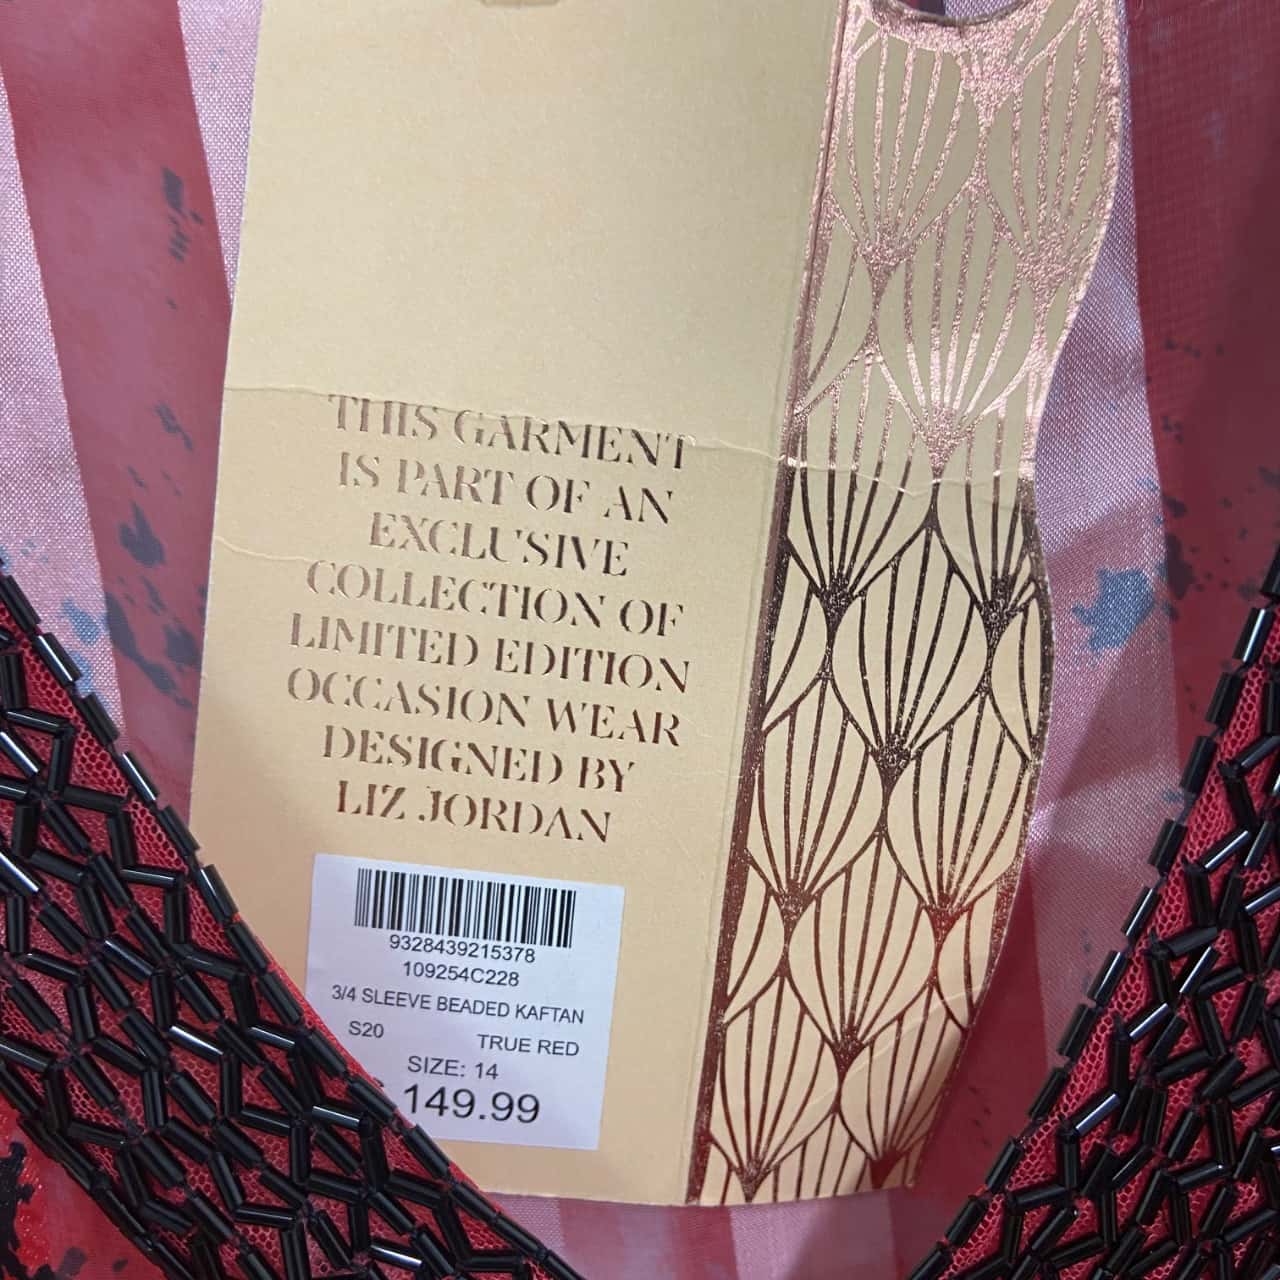 THIS GARMENT
IS PART OF AN
EXCLUSIVE
COLLECTION OF
LIMITED EDITION
OCCASION WEAR
DESIGNED BY
LIZ JORDAN
9328439215378
109254C228
3/4 SLEEVE BEADED KAFTAN
S20 TRUE RED
SIZE: 14
149.99